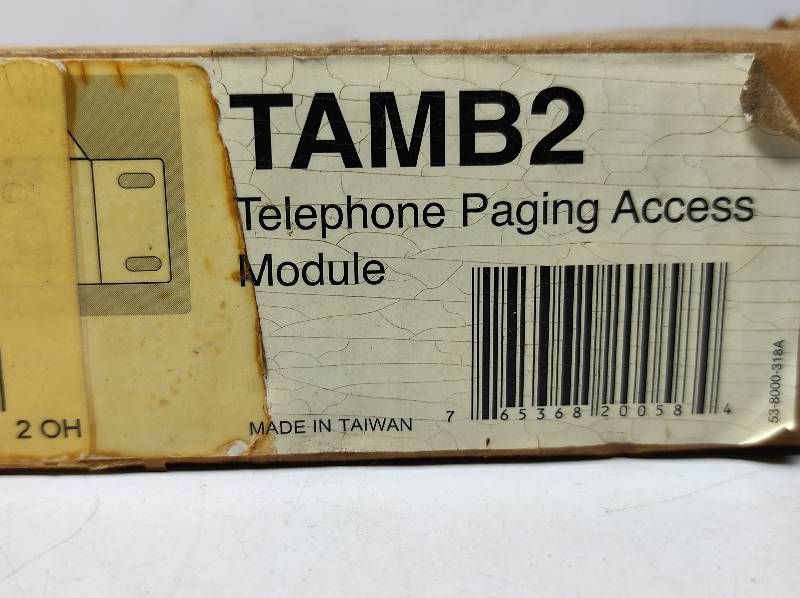 TAMB2
Telephone Paging Access
Module
7 65368 20058 4
53-8000-318A
MADE IN TAIWAN
2 OH